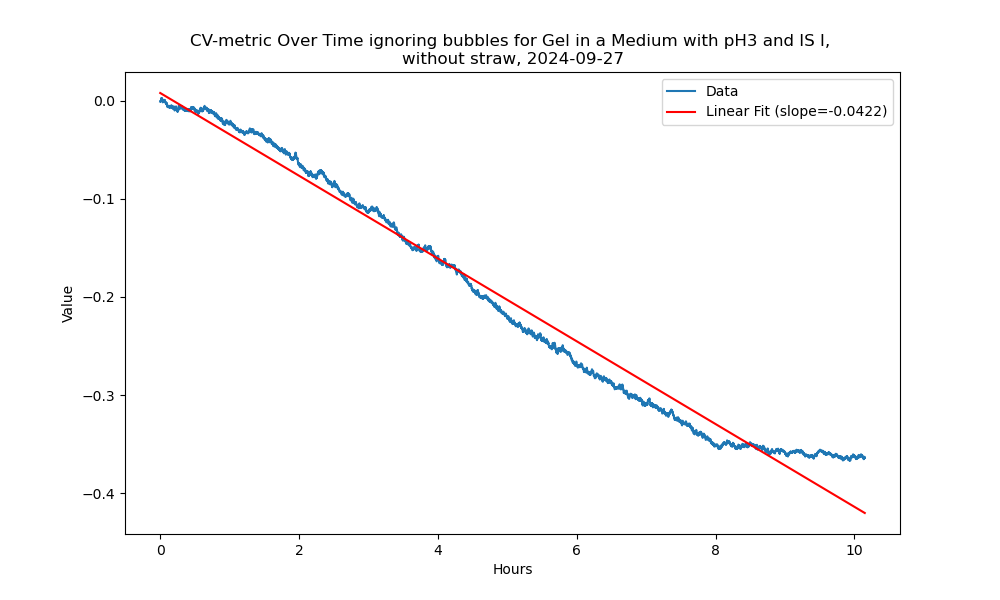 CV-metric Over Time ignoring bubbles for Gel in a Medium with pH3 and IS I,
without straw, 2024-09-27
Data
Linear Fit (slope=-0.0422)
Value
0.0
−0.1
−0.2
−0.3
−0.4
0 2 4 6 8 10
Hours